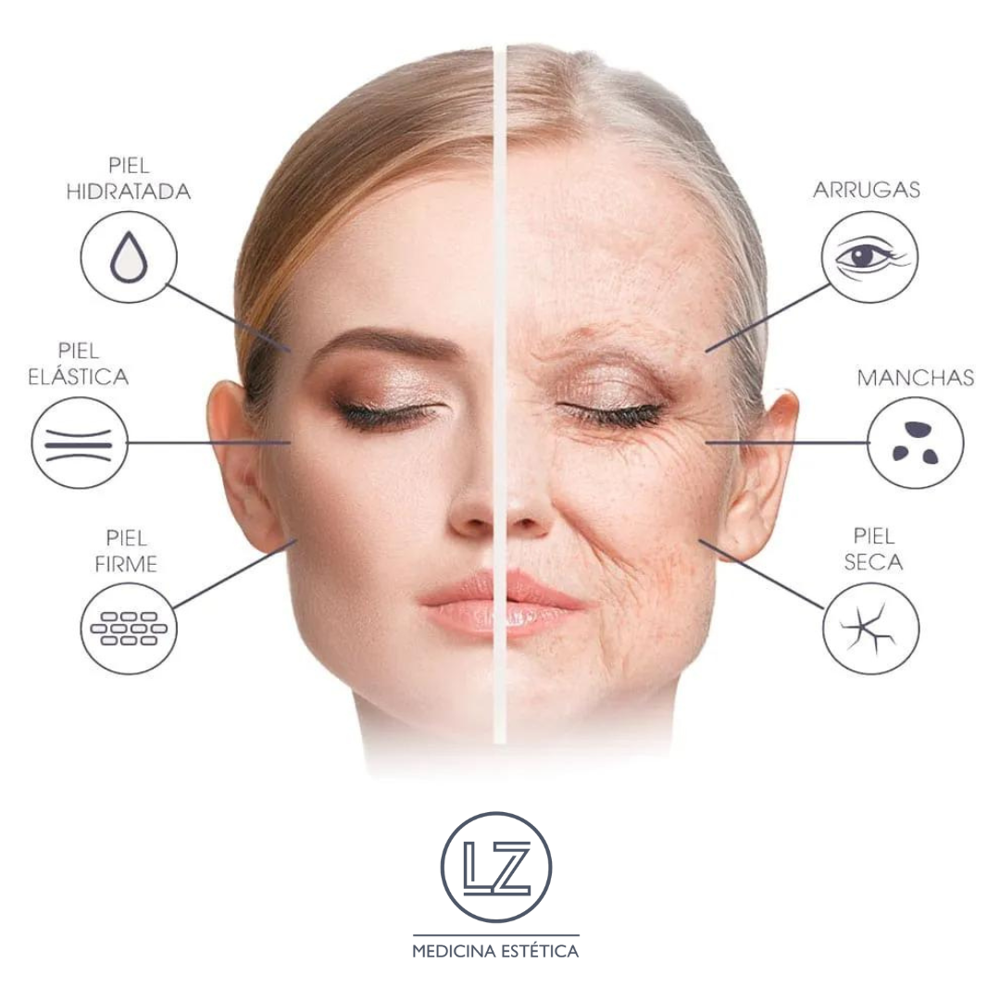 PIEL
HIDRATADA
PIEL
ELÁSTICA
PIEL
FIRME
ARRUGAS
MANCHAS
PIEL
SECA
LZ
MEDICINA ESTÉTICA